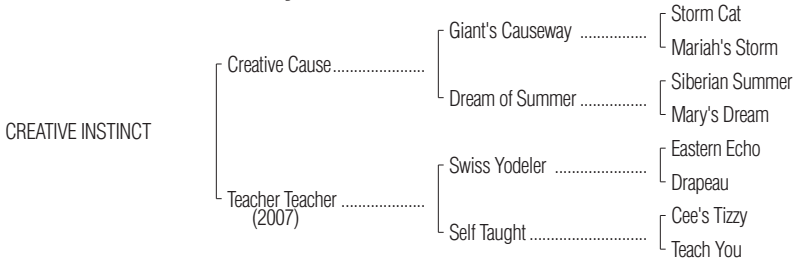 Storm Cat
Giant's Causeway ................
Mariah's Storm
Creative Cause......................
Siberian Summer
Dream of Summer ................
Mary's Dream
CREATIVE INSTINCT
Eastern Echo
Swiss Yodeler ......................
Drapeau
Teacher Teacher ....................
(2007)
Cee's Tizzy
Self Taught............................
Teach You